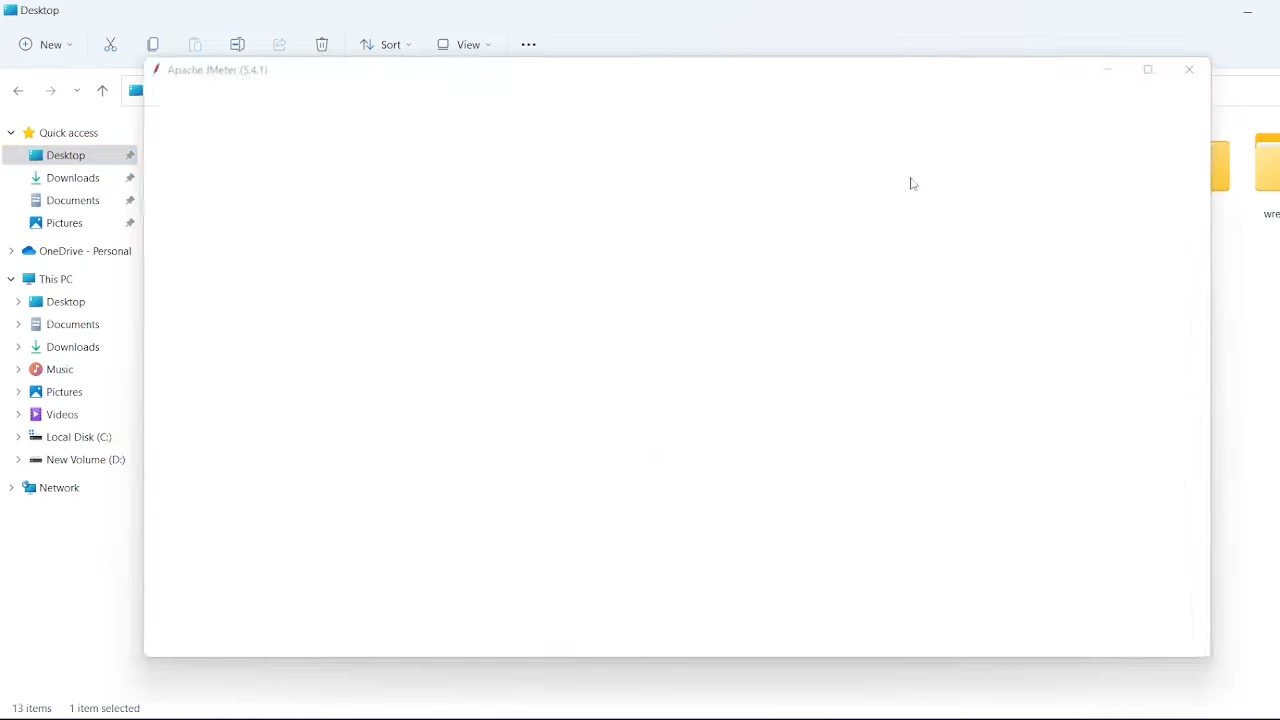 Desktop
New
Sort
View
Apache JMeter (5.4.1)
Quick access
Desktop
Downloads
Documents
Pictures
OneDrive - Personal
This PC
Desktop
Documents
Downloads
Music
Pictures
Videos
Local Disk (C:)
New Volume (D:)
Network
wre
13 items 1 item selected